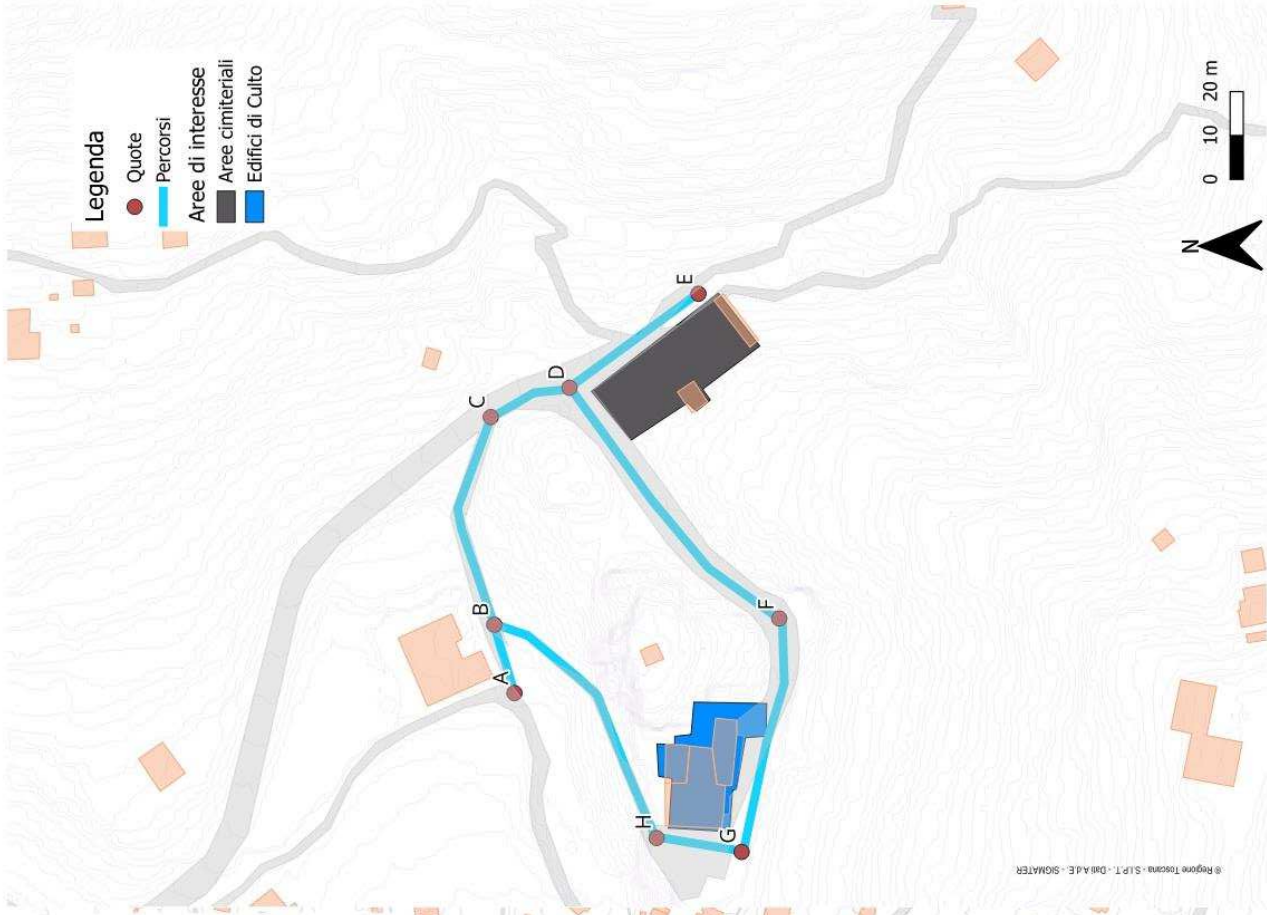 Legenda
Quote
Percorsi
Aree di interesse
Aree cimiteriali
Edifici di Culto
A
B
C
D
E
F
G
H
N
0 10 20 m
© Regione Toscana - S.I.P.T. - Dati A.d.E. - SIGMATER